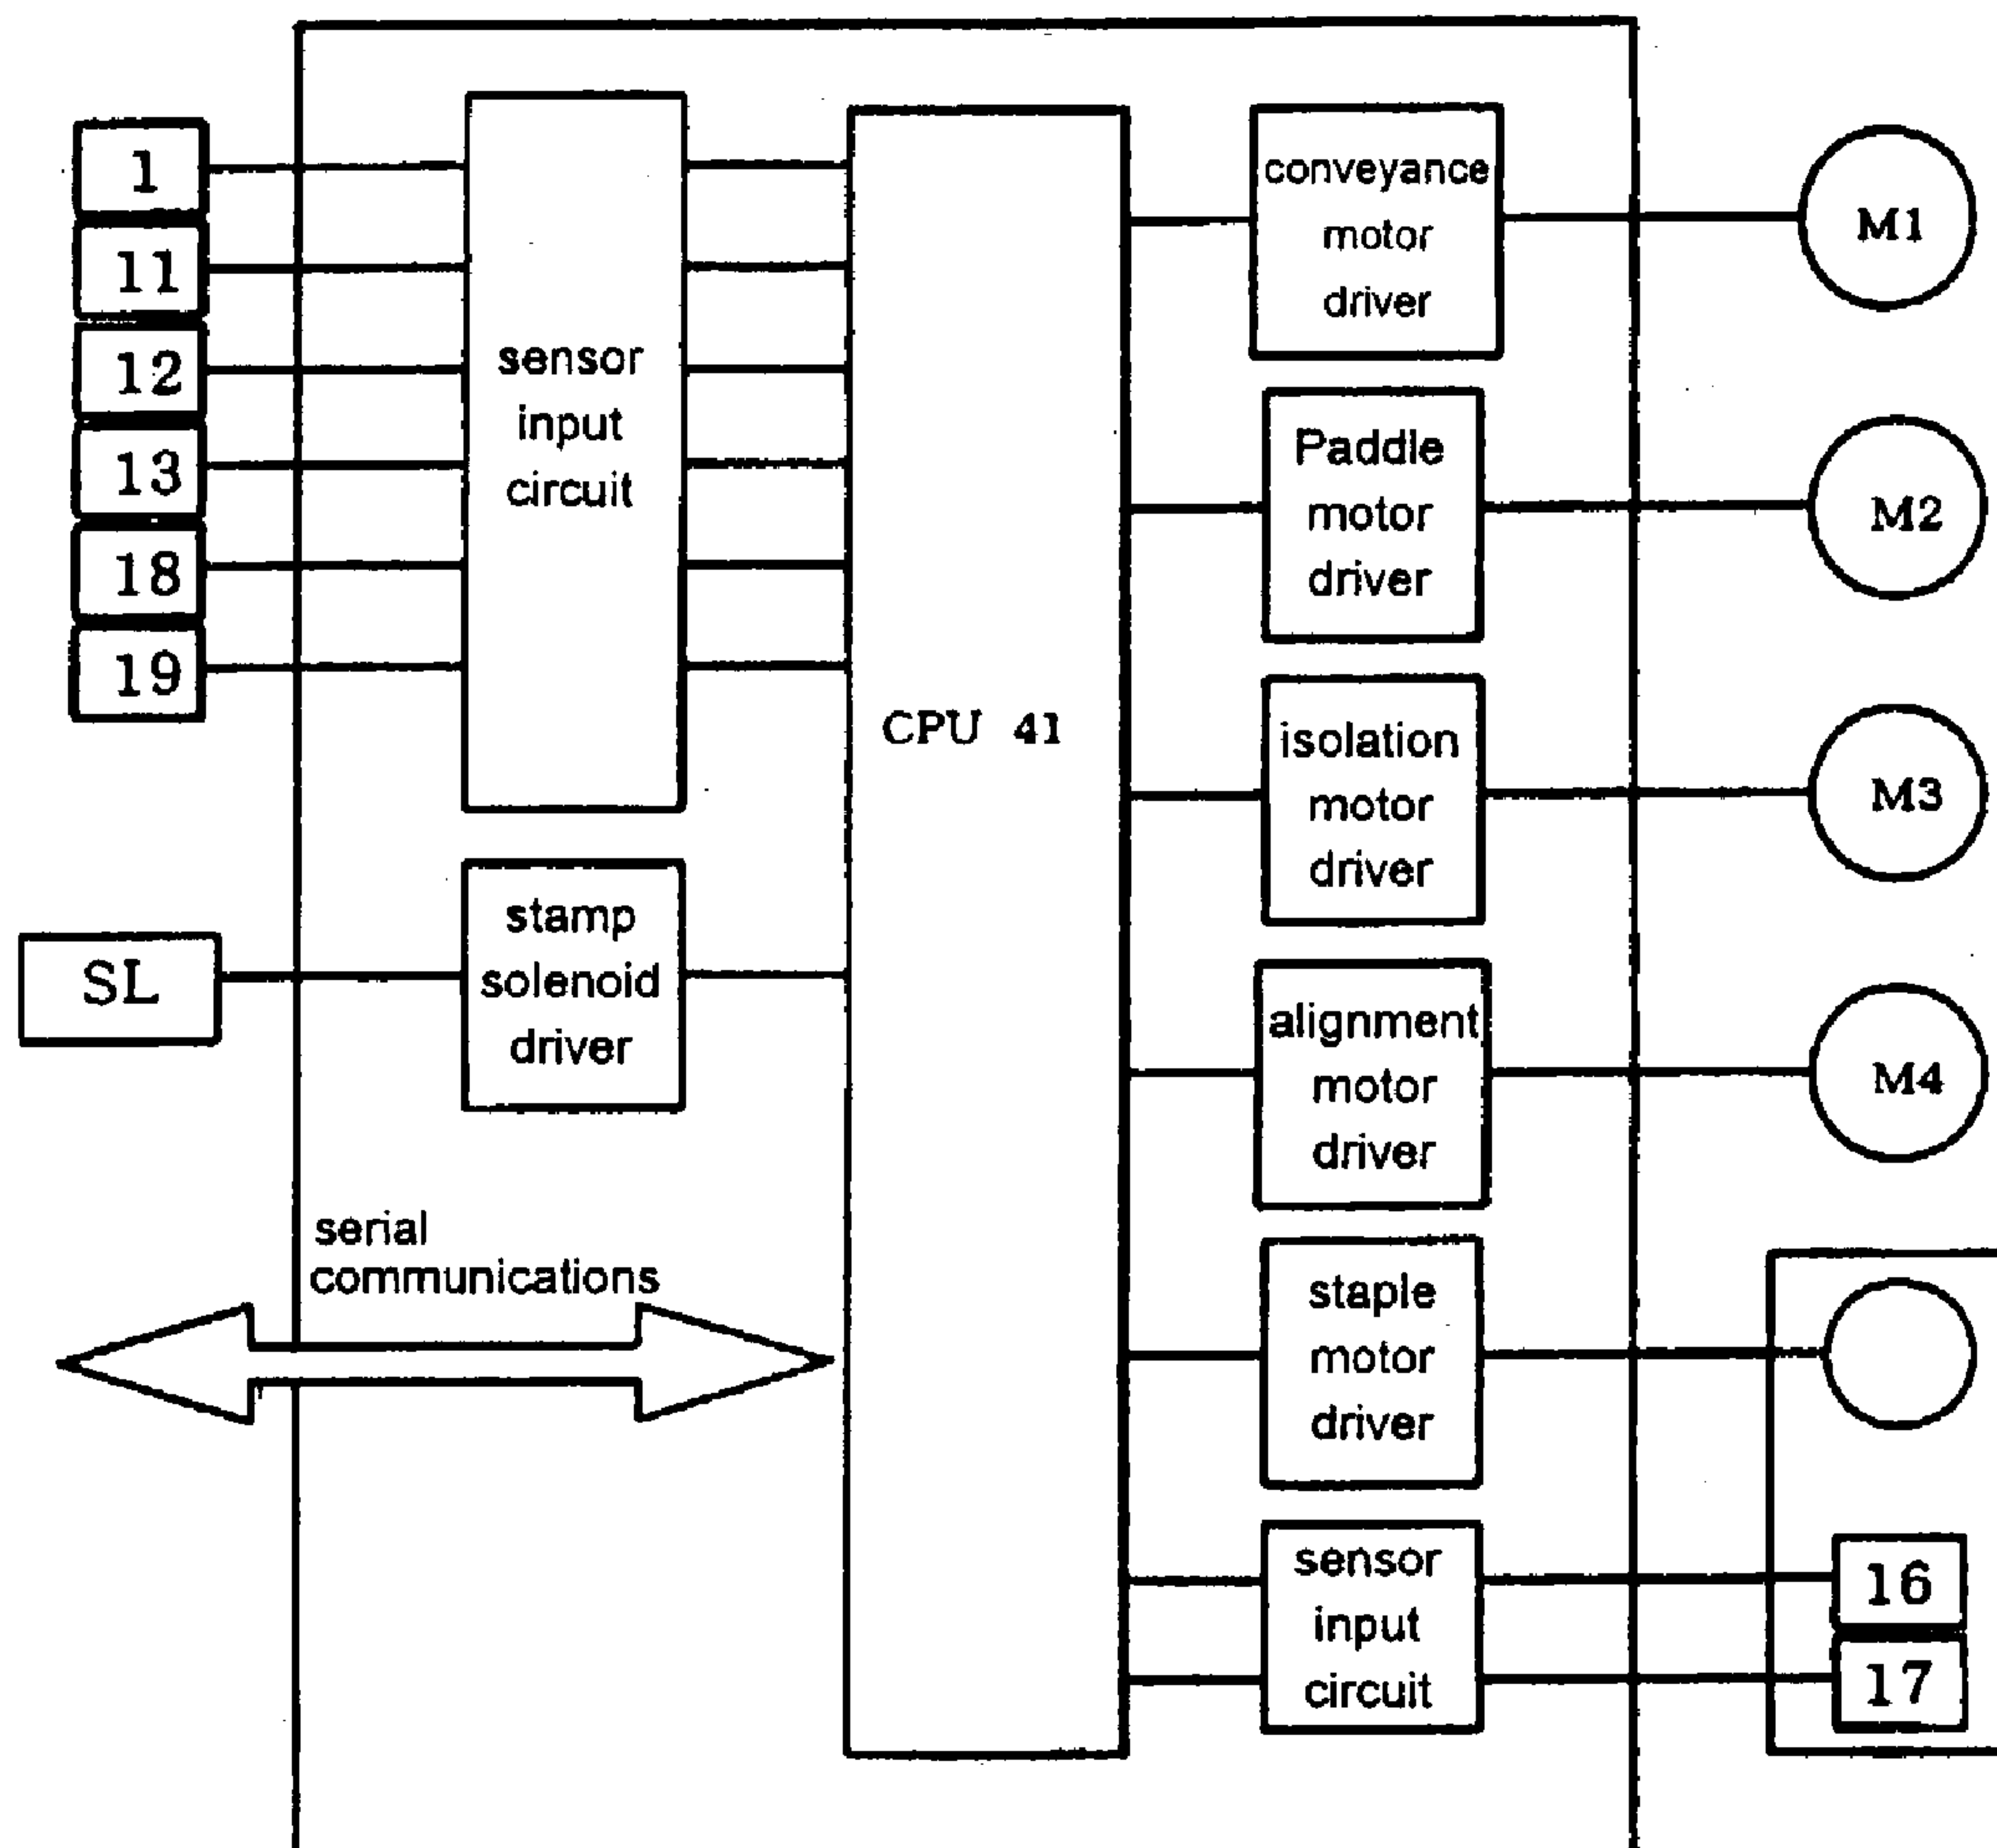 1
11
12
13
18
19
sensor
input
circuit
SL
stamp
solenoid
driver
serial
communications
CPU 41
conveyance
motor
driver
Paddle
motor
driver
isolation
motor
driver
alignment
motor
driver
staple
motor
driver
sensor
input
circuit
M1
M2
M3
M4
16
17